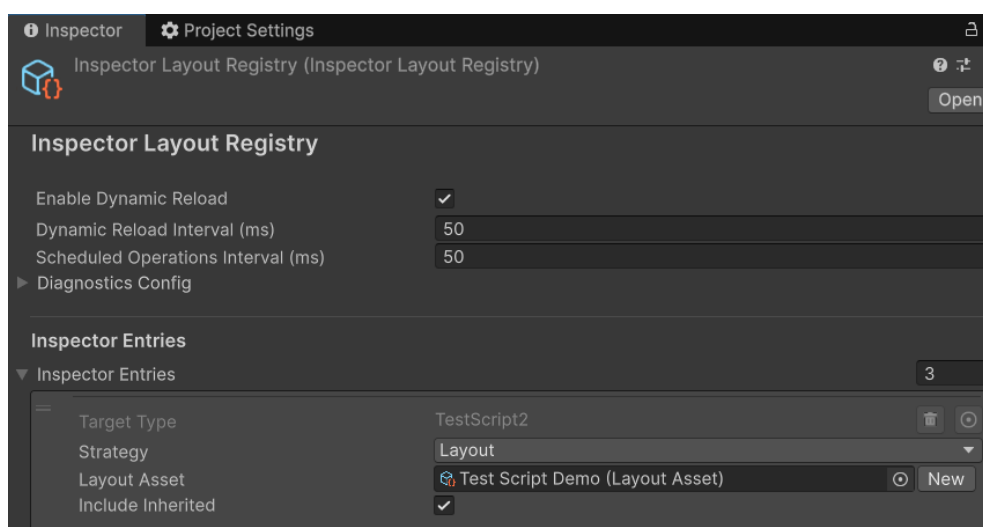 Inspector Project Settings
Inspector Layout Registry (Inspector Layout Registry)
Open
Inspector Layout Registry
Enable Dynamic Reload
Dynamic Reload Interval (ms) 50
Scheduled Operations Interval (ms) 50
Diagnostics Config
Inspector Entries
Inspector Entries 3
Target Type TestScript2
Strategy Layout
Layout Asset Test Script Demo (Layout Asset) New
Include Inherited